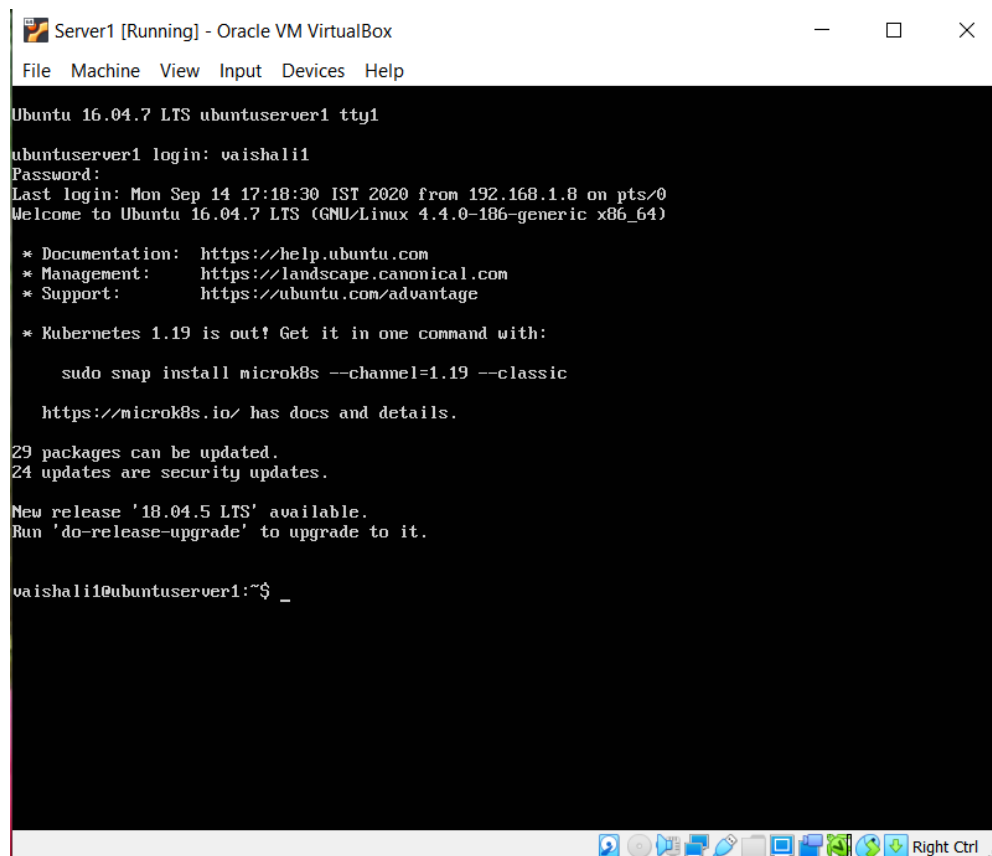 Server1 [Running] - Oracle VM VirtualBox
File Machine View Input Devices Help
Ubuntu 16.04.7 LTS ubuntuserver1 tty1
ubuntuserver1 login: vaishali1
Password:
Last login: Mon Sep 14 17:18:30 IST 2020 from 192.168.1.8 on pts/0
Welcome to Ubuntu 16.04.7 LTS (GNU/Linux 4.4.0-186-generic x86_64)
* Documentation: https://help.ubuntu.com
* Management: https://landscape.canonical.com
* Support: https://ubuntu.com/advantage
* Kubernetes 1.19 is out! Get it in one command with:
sudo snap install microk8s --channel=1.19 --classic
https://microk8s.io/ has docs and details.
29 packages can be updated.
24 updates are security updates.
New release '18.04.5 LTS' available.
Run 'do-release-upgrade' to upgrade to it.
vaishali1@ubuntuserver1:~$ _
Right Ctrl